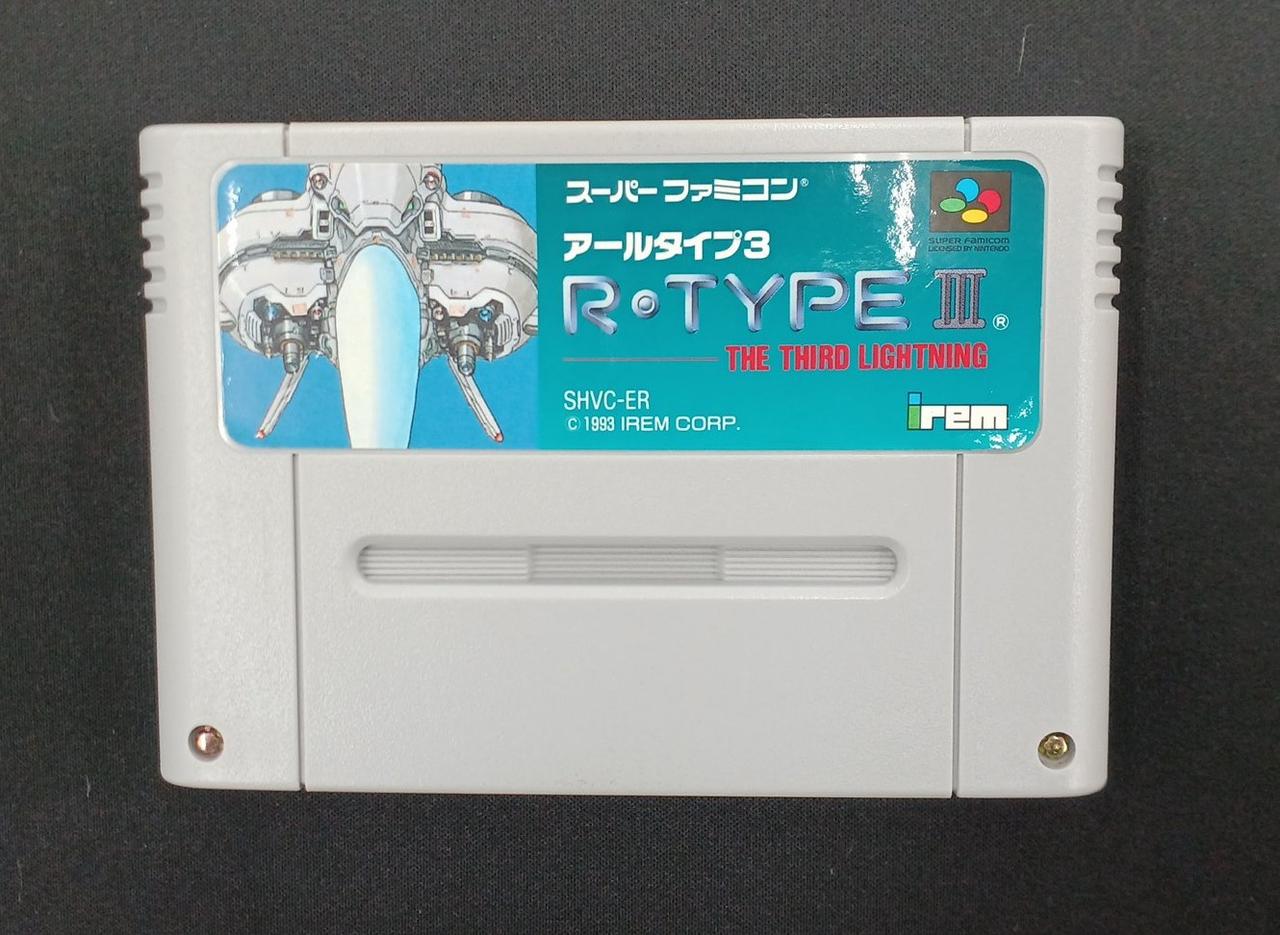 スーパーファミコン®
SUPER FAMICOM
LICENSED BY NINTENDO
アールタイプ3
R·TYPE III®
THE THIRD LIGHTNING
SHVC-ER
© 1993 IREM CORP.
irem